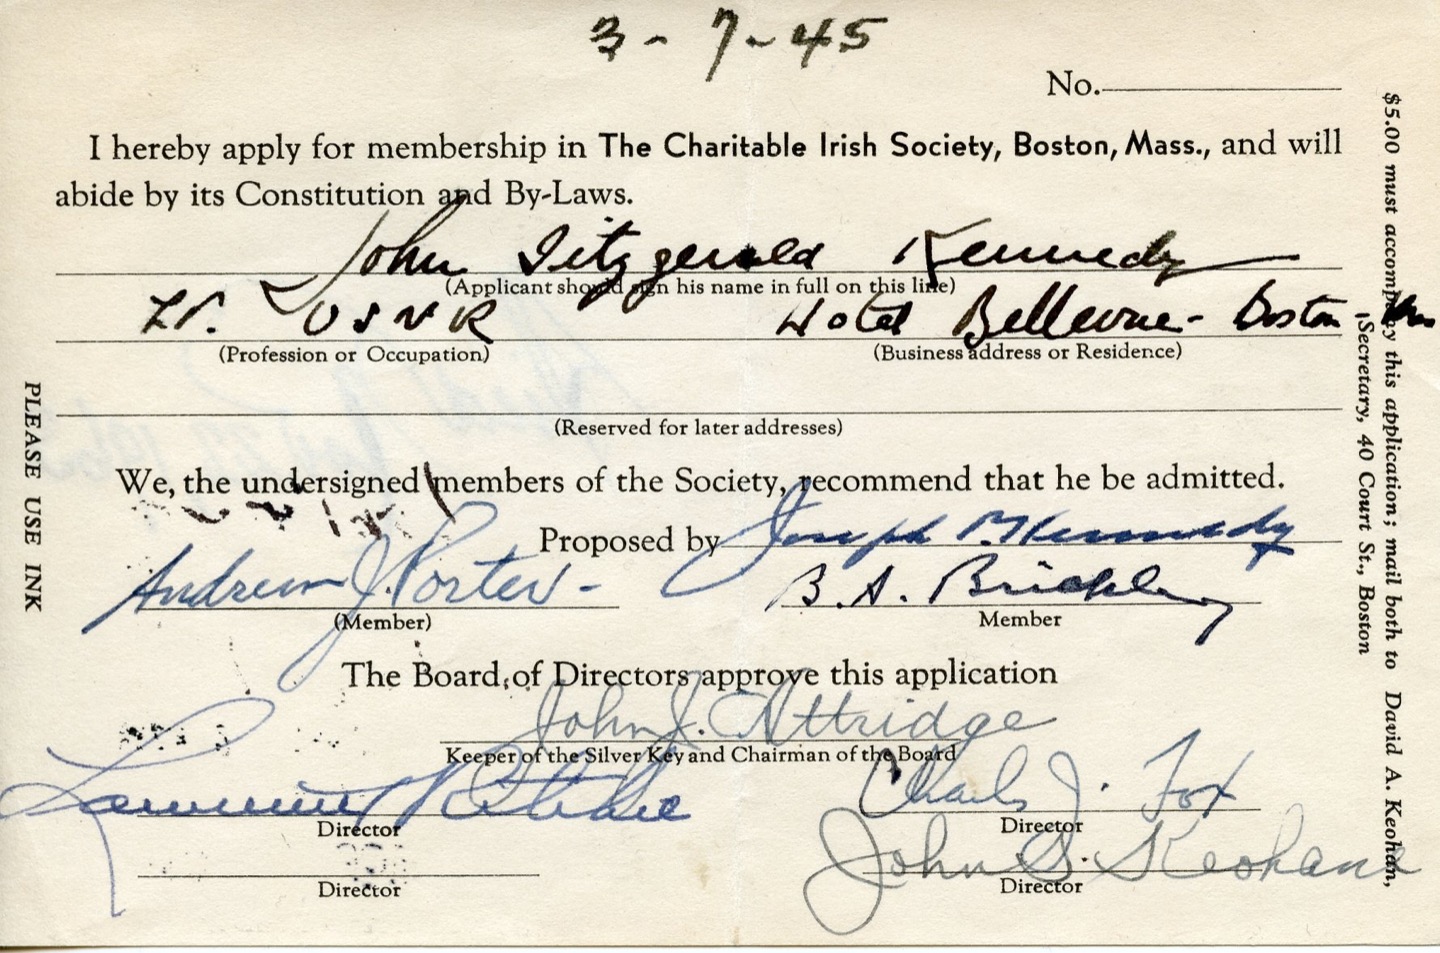 3-7-45
No.
I hereby apply for membership in The Charitable Irish Society, Boston, Mass., and will
abide by its Constitution and By-Laws.
John Fitzgerald Kennedy
(Applicant should sign his name in full on this line)
Lt. USNR Hotel Bellevue - Boston
(Profession or Occupation) (Business address or Residence)
(Reserved for later addresses)
We, the undersigned members of the Society, recommend that he be admitted.
Proposed by Joseph P. Kennedy
Andrew J. Porter - B. A. Brickley
(Member) Member
The Board of Directors approve this application
John J. Attridge
Keeper of the Silver Key and Chairman of the Board
Charles J. Fox
Director Director
John S. Keohane
Director Director
PLEASE USE INK
$5.00 must accompany this application; mail both to David A. Keohan,
Secretary, 40 Court St., Boston